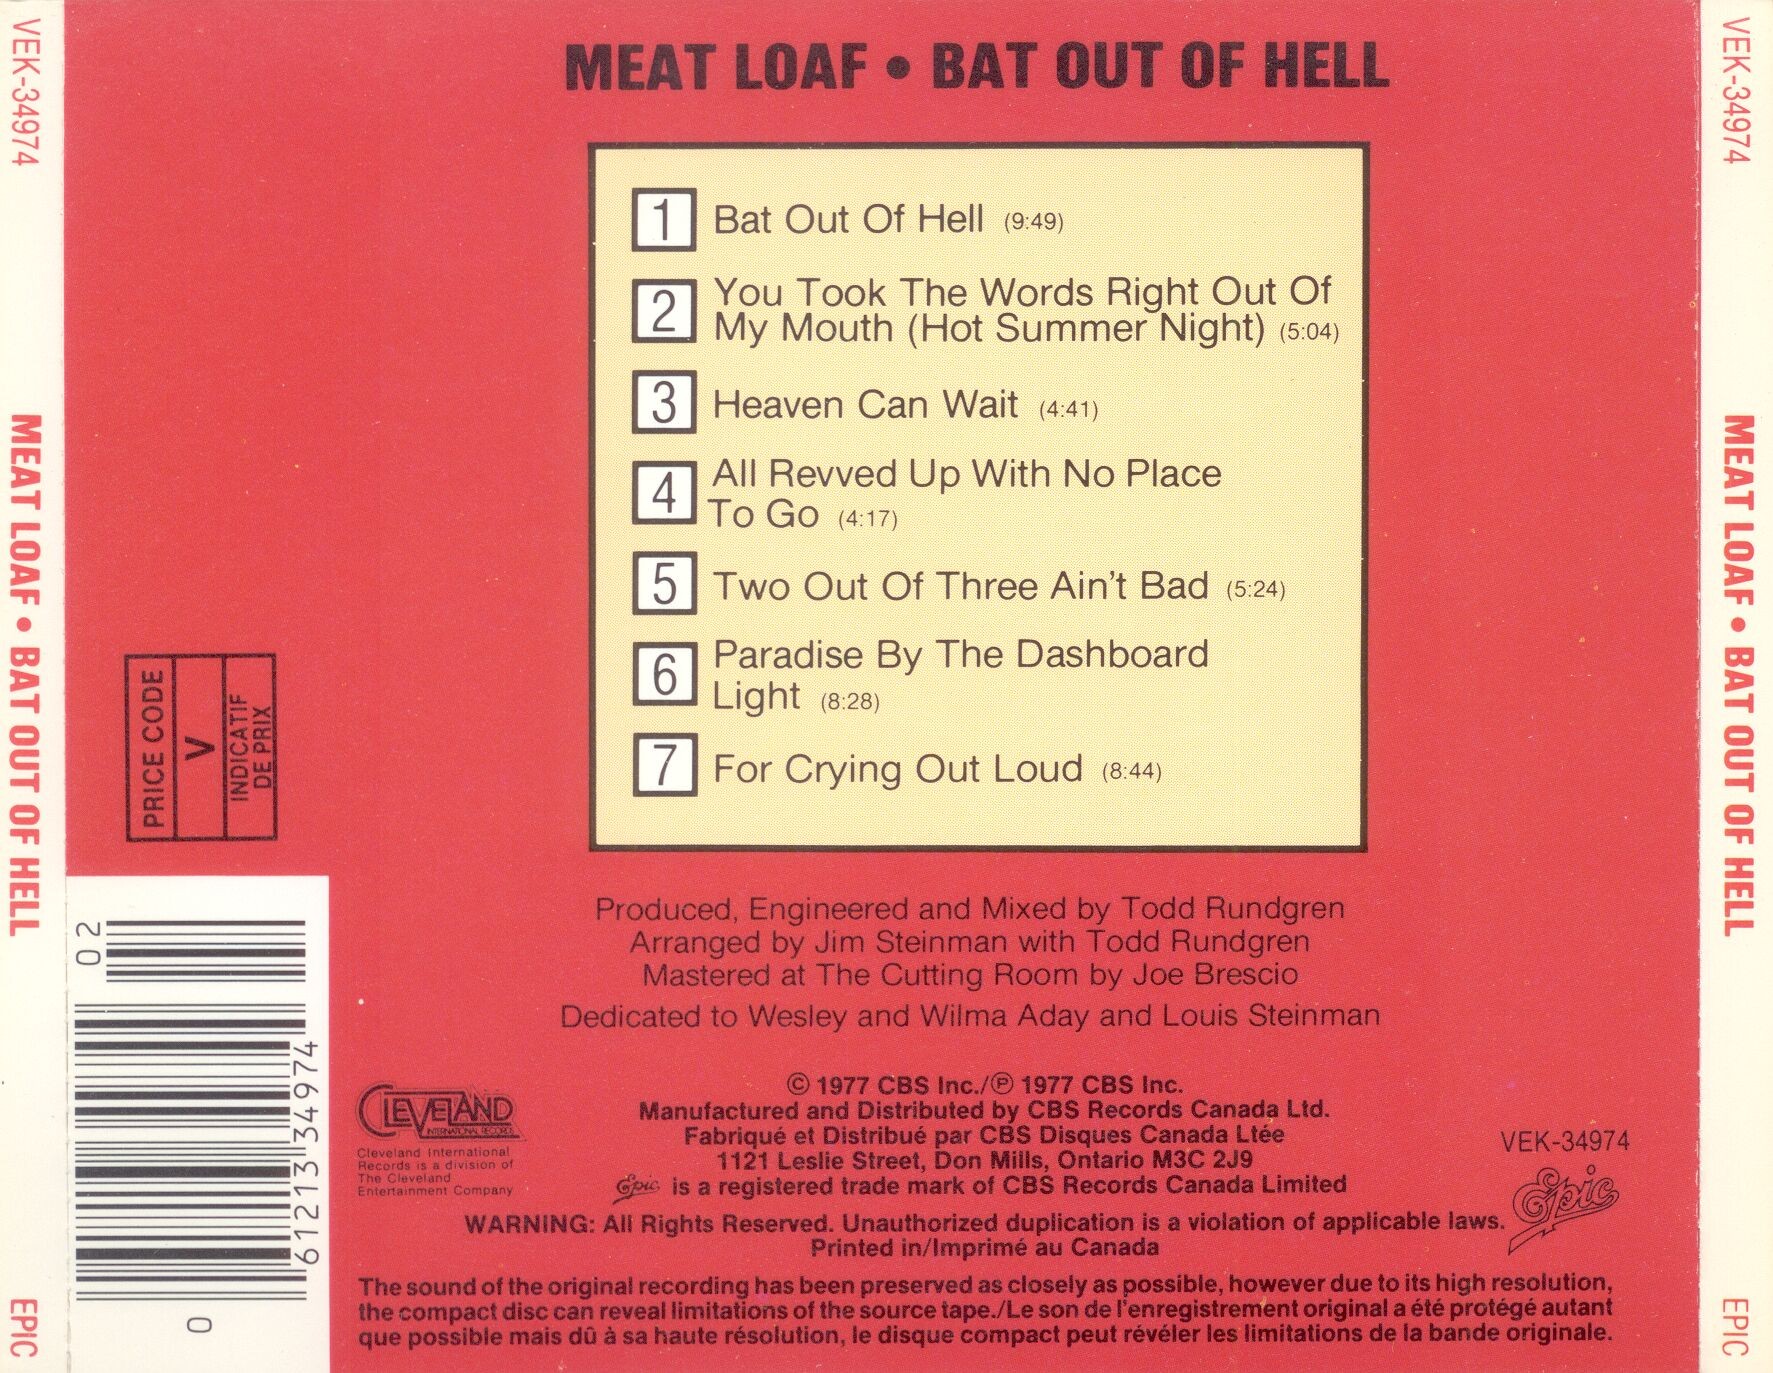 VEK-34974
MEAT LOAF • BAT OUT OF HELL
EPIC
MEAT LOAF • BAT OUT OF HELL
1 Bat Out Of Hell (9:49)
2 You Took The Words Right Out Of
My Mouth (Hot Summer Night) (5:04)
3 Heaven Can Wait (4:41)
4 All Revved Up With No Place
To Go (4:17)
5 Two Out Of Three Ain't Bad (5:24)
6 Paradise By The Dashboard
Light (8:28)
7 For Crying Out Loud (8:44)
PRICE CODE
V
INDICATIF
DE PRIX
Produced, Engineered and Mixed by Todd Rundgren
Arranged by Jim Steinman with Todd Rundgren
Mastered at The Cutting Room by Joe Brescio
Dedicated to Wesley and Wilma Aday and Louis Steinman
02
6121334974
0
CLEVELAND
INTERNATIONAL RECORDS
Cleveland International
Records is a division of
The Cleveland
Entertainment Company
© 1977 CBS Inc./℗ 1977 CBS Inc.
Manufactured and Distributed by CBS Records Canada Ltd.
Fabriqué et Distribué par CBS Disques Canada Ltée
1121 Leslie Street, Don Mills, Ontario M3C 2J9
Epic is a registered trade mark of CBS Records Canada Limited
WARNING: All Rights Reserved. Unauthorized duplication is a violation of applicable laws.
Printed in/Imprimé au Canada
VEK-34974
Epic
The sound of the original recording has been preserved as closely as possible, however due to its high resolution,
the compact disc can reveal limitations of the source tape./Le son de l'enregistrement original a été protégé autant
que possible mais dû à sa haute résolution, le disque compact peut révéler les limitations de la bande originale.
VEK-34974
MEAT LOAF • BAT OUT OF HELL
EPIC